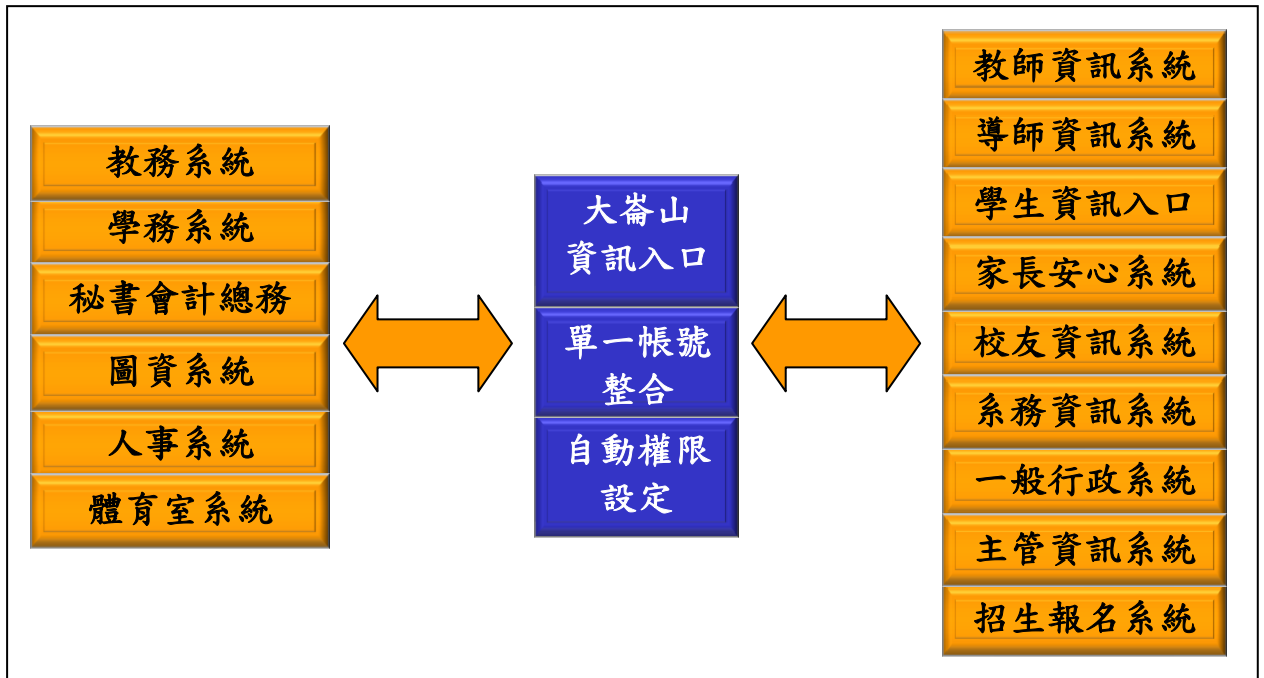 教務系統
學務系統
秘書會計總務
圖資系統
人事系統
體育室系統
大崙山
資訊入口
單一帳號
整合
自動權限
設定
教師資訊系統
導師資訊系統
學生資訊入口
家長安心系統
校友資訊系統
系務資訊系統
一般行政系統
主管資訊系統
招生報名系統